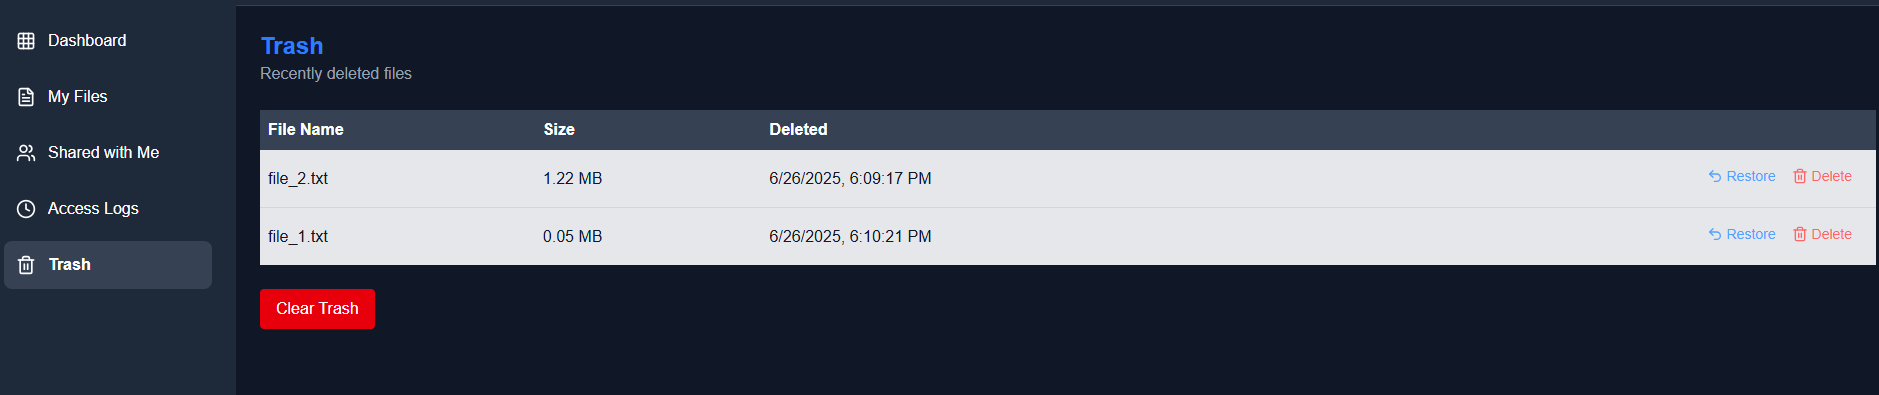 Dashboard
My Files
Shared with Me
Access Logs
Trash
Trash
Recently deleted files
File Name Size Deleted
file_2.txt 1.22 MB 6/26/2025, 6:09:17 PM Restore Delete
file_1.txt 0.05 MB 6/26/2025, 6:10:21 PM Restore Delete
Clear Trash